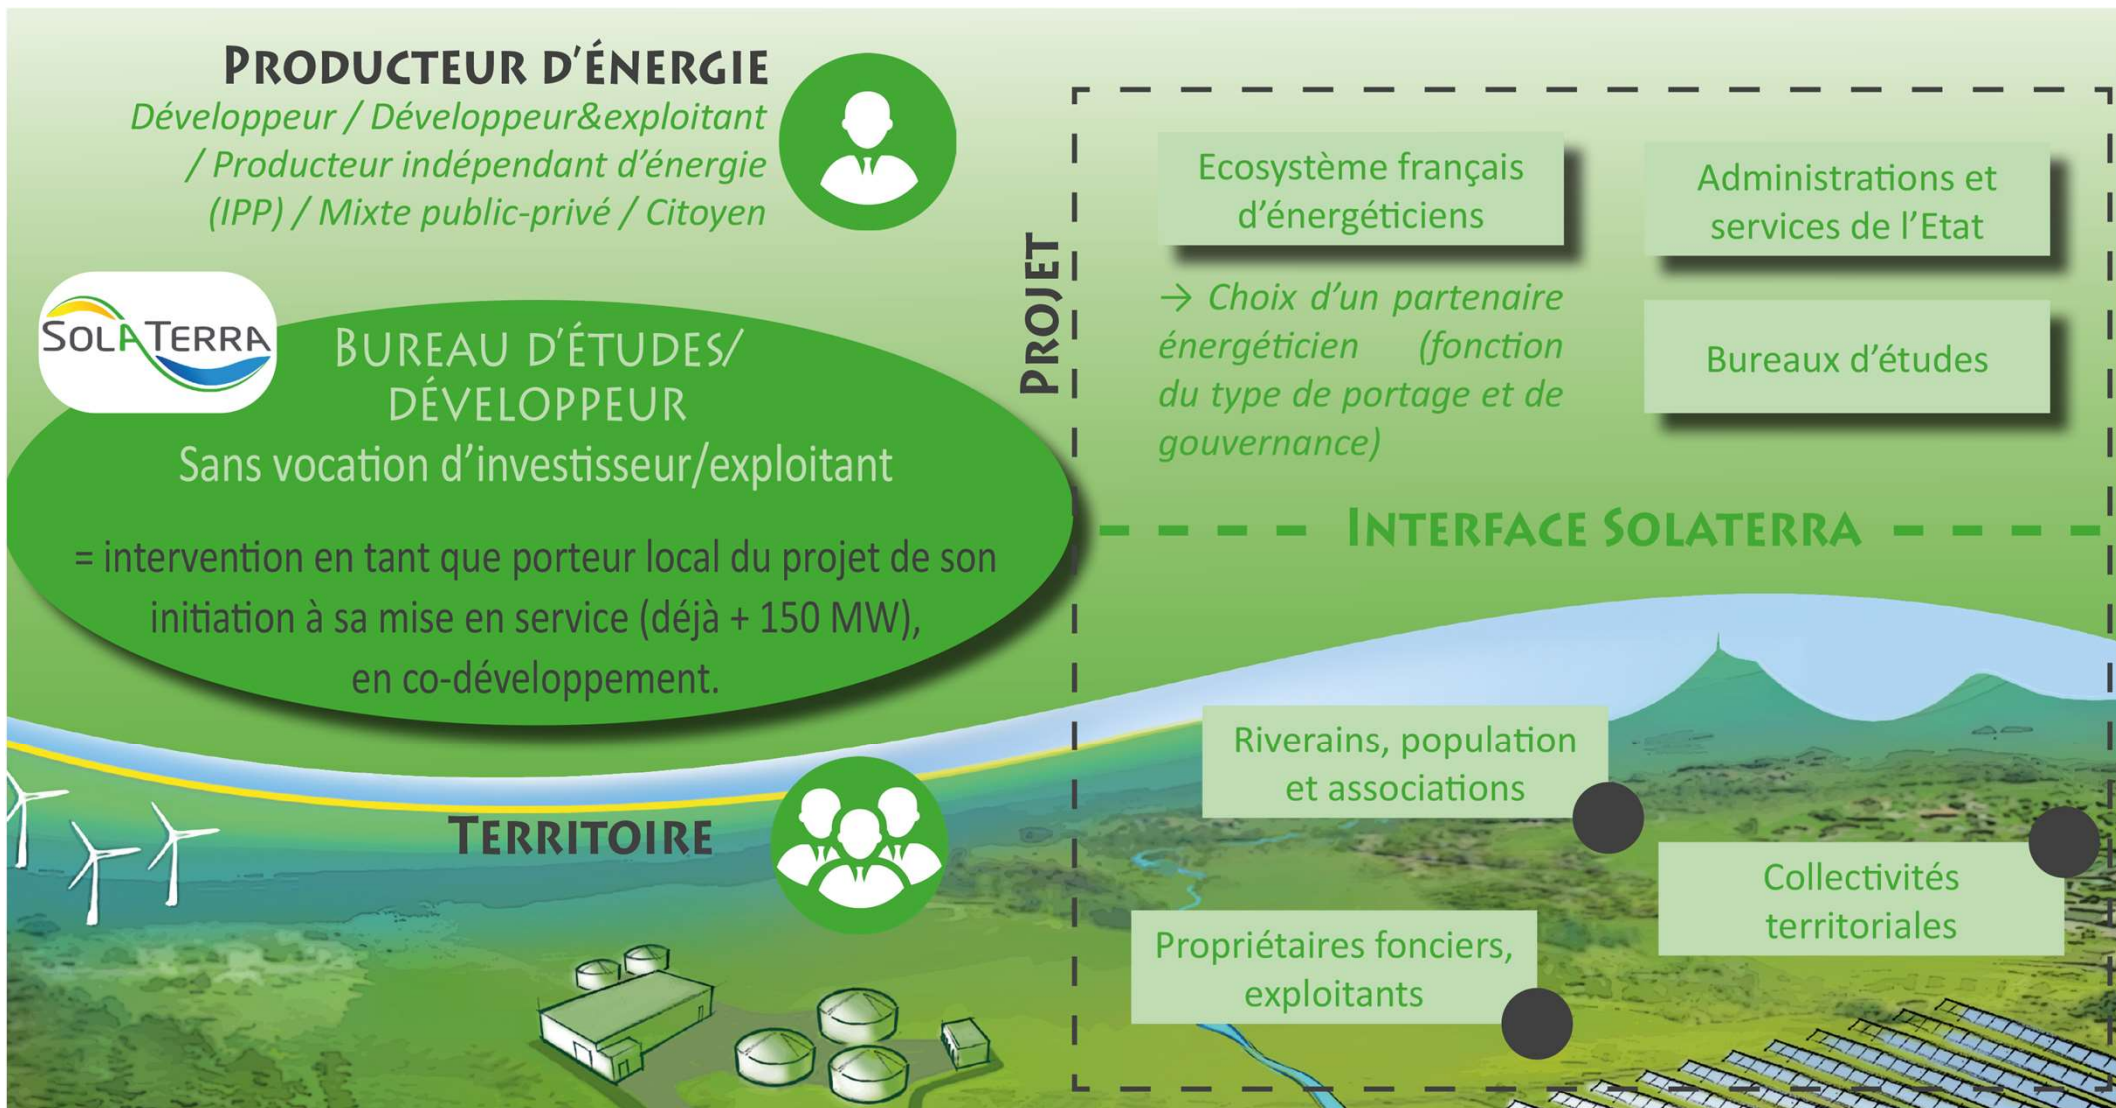 PRODUCTEUR D'ÉNERGIE
Développeur / Développeur&exploitant
/ Producteur indépendant d'énergie
(IPP) / Mixte public-privé / Citoyen
SOLATERRA
BUREAU D'ÉTUDES/
DÉVELOPPEUR
Sans vocation d'investisseur/exploitant
= intervention en tant que porteur local du projet de son
initiation à sa mise en service (déjà + 150 MW),
en co-développement.
TERRITOIRE
PROJET
Ecosystème français
d'énergéticiens
→ Choix d'un partenaire
énergéticien (fonction
du type de portage et de
gouvernance)
Administrations et
services de l'Etat
Bureaux d'études
INTERFACE SOLATERRA
Riverains, population
et associations
Collectivités
territoriales
Propriétaires fonciers,
exploitants